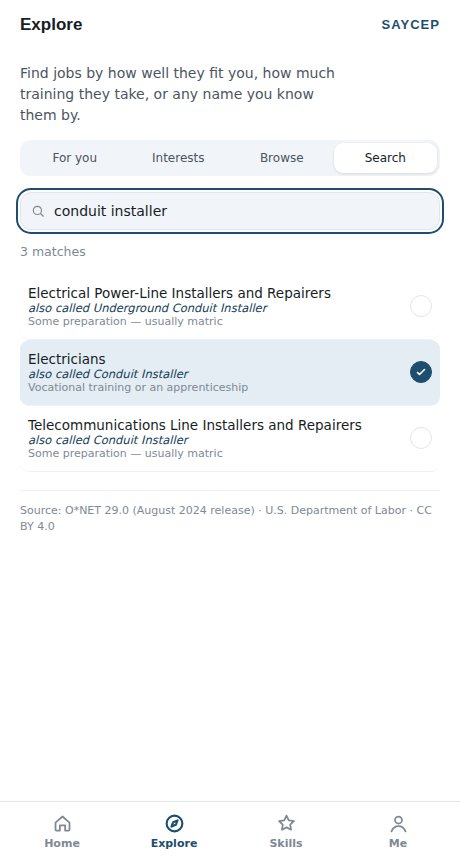 Explore
SAYCEP
Find jobs by how well they fit you, how much
training they take, or any name you know
them by.
For you
Interests
Browse
Search
conduit installer
3 matches
Electrical Power-Line Installers and Repairers
also called Underground Conduit Installer
Some preparation — usually matric
Electricians
also called Conduit Installer
Vocational training or an apprenticeship
Telecommunications Line Installers and Repairers
also called Conduit Installer
Some preparation — usually matric
Source: O*NET 29.0 (August 2024 release) · U.S. Department of Labor · CC
BY 4.0
Home
Explore
Skills
Me